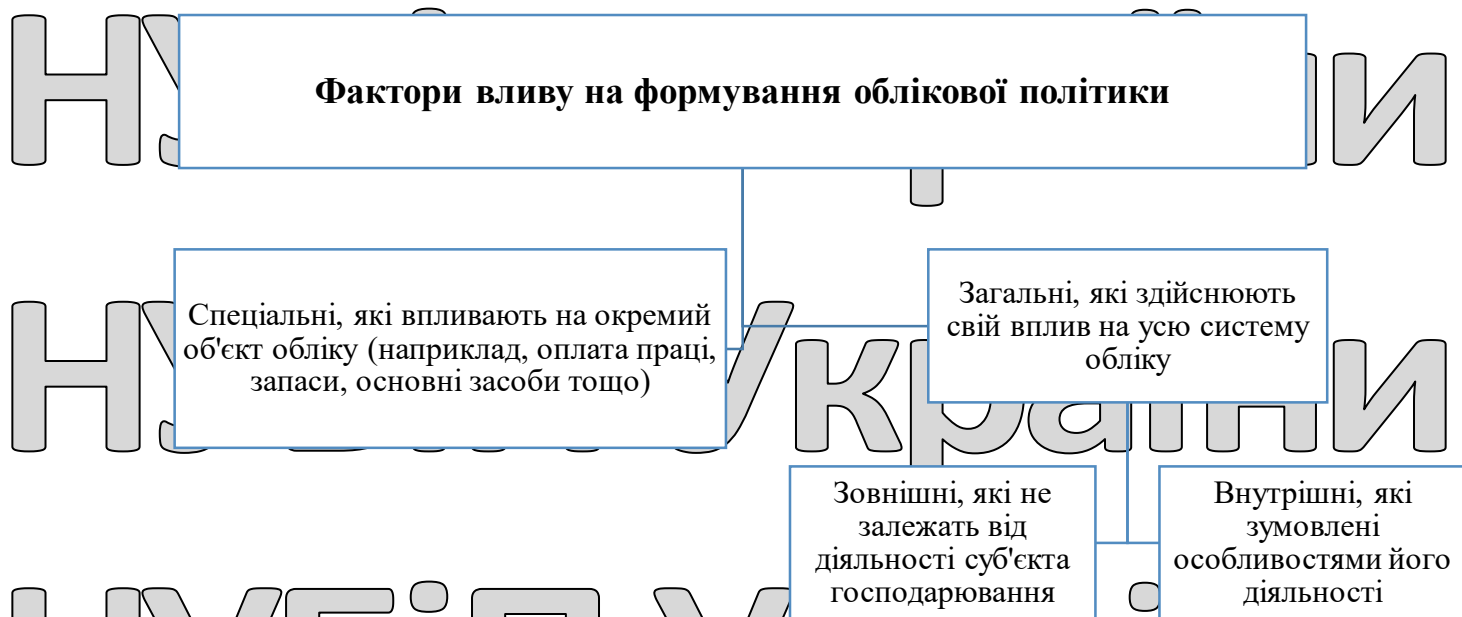 Фактори вливу на формування облікової політики
Спеціальні, які впливають на окремий
об'єкт обліку (наприклад, оплата праці,
запаси, основні засоби тощо)
Загальні, які здійснюють
свій вплив на усю систему
обліку
Зовнішні, які не
залежать від
діяльності суб'єкта
господарювання
Внутрішні, які
зумовлені
особливостями його
діяльності